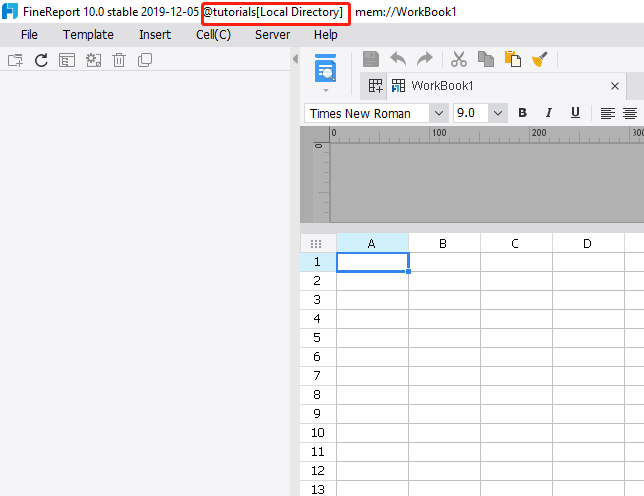 FineReport 10.0 stable 2019-12-05 @tutorials[Local Directory] mem://WorkBook1
File Template Insert Cell(C) Server Help
WorkBook1
Times New Roman 9.0 B I U
0 100 200 300
0
A B C D
1
2
3
4
5
6
7
8
9
10
11
12
13